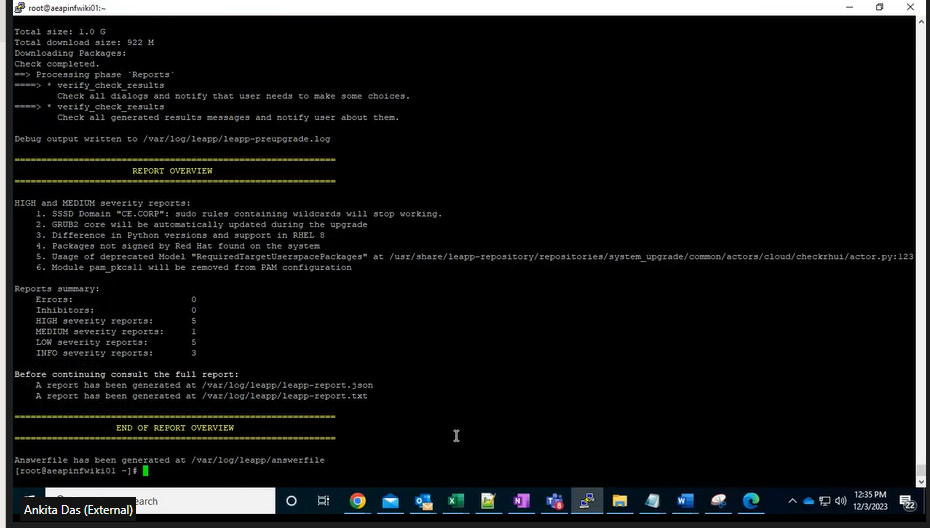 root@aeapinfwiki01:~
Total size: 1.0 G
Total download size: 922 M
Downloading Packages:
Check completed.
==> Processing phase `Reports`
====> * verify_check_results
Check all dialogs and notify that user needs to make some choices.
====> * verify_check_results
Check all generated results messages and notify user about them.
Debug output written to /var/log/leapp/leapp-preupgrade.log
============================================================
REPORT OVERVIEW
============================================================
HIGH and MEDIUM severity reports:
1. SSSD Domain "CE.CORP": sudo rules containing wildcards will stop working.
2. GRUB2 core will be automatically updated during the upgrade
3. Difference in Python versions and support in RHEL 8
4. Packages not signed by Red Hat found on the system
5. Usage of deprecated Model "RequiredTargetUserspacePackages" at /usr/share/leapp-repository/repositories/system_upgrade/common/actors/cloud/checkrhui/actor.py:123
6. Module pam_pkcs11 will be removed from PAM configuration
Reports summary:
Errors: 0
Inhibitors: 0
HIGH severity reports: 5
MEDIUM severity reports: 1
LOW severity reports: 5
INFO severity reports: 3
Before continuing consult the full report:
A report has been generated at /var/log/leapp/leapp-report.json
A report has been generated at /var/log/leapp/leapp-report.txt
============================================================
END OF REPORT OVERVIEW
============================================================
Answerfile has been generated at /var/log/leapp/answerfile
[root@aeapinfwiki01 ~]#
Ankita Das (External)
12:35 PM
12/3/2023
22